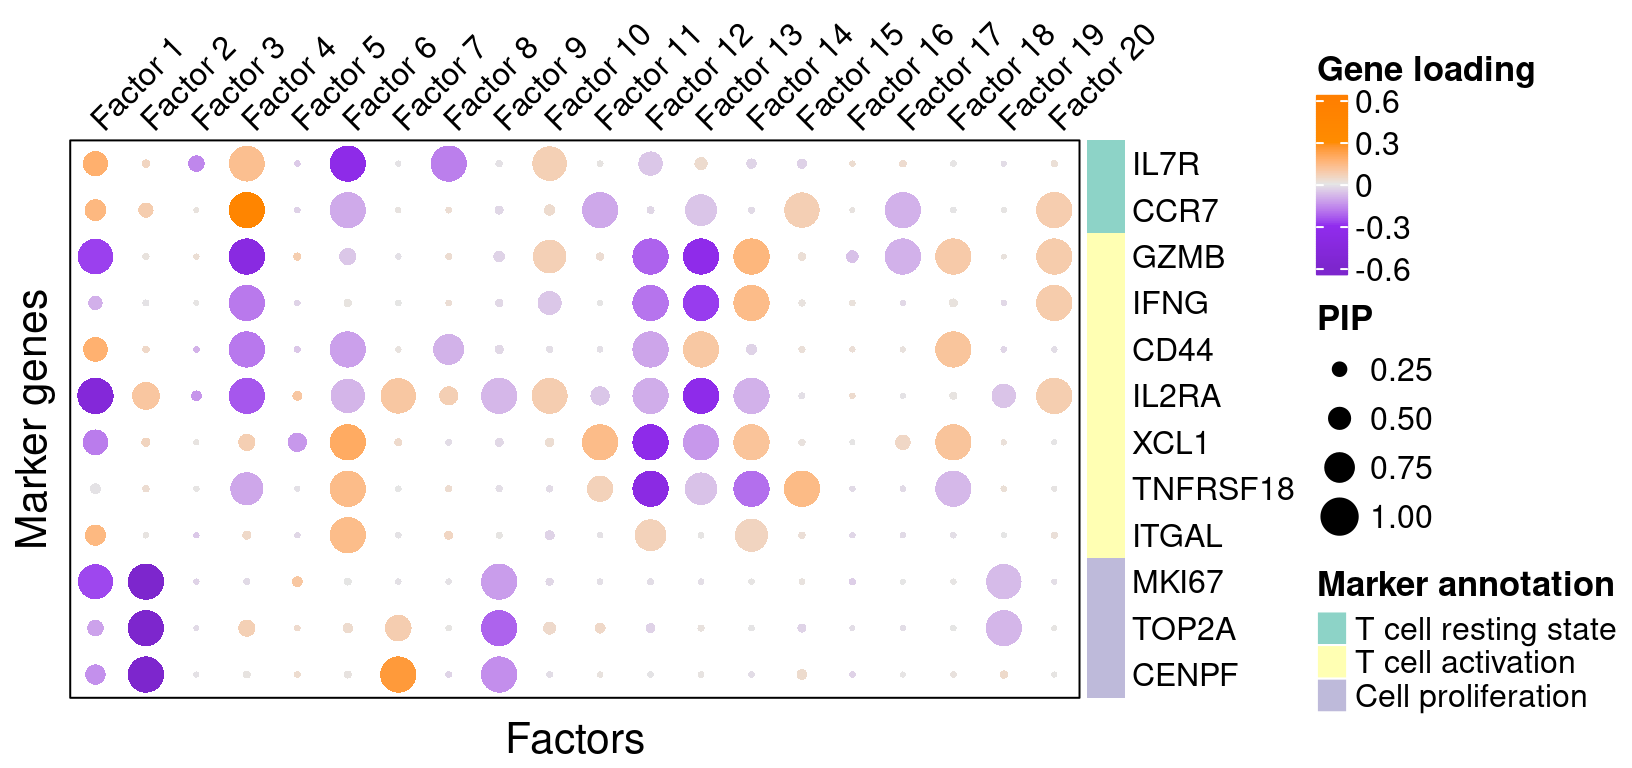 Factor 1
Factor 2
Factor 3
Factor 4
Factor 5
Factor 6
Factor 7
Factor 8
Factor 9
Factor 10
Factor 11
Factor 12
Factor 13
Factor 14
Factor 15
Factor 16
Factor 17
Factor 18
Factor 19
Factor 20
Marker genes
IL7R
CCR7
GZMB
IFNG
CD44
IL2RA
XCL1
TNFRSF18
ITGAL
MKI67
TOP2A
CENPF
Factors
Gene loading
0.6
0.3
0
-0.3
-0.6
PIP
0.25
0.50
0.75
1.00
Marker annotation
T cell resting state
T cell activation
Cell proliferation